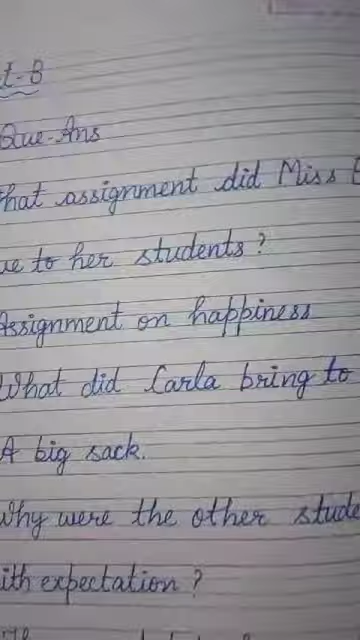 t-B
Que-Ans
hat assignment did Miss
ve to her students?
Assignment on happiness
What did Carla bring to
A big sack.
Why were the other stude
ith expectation?